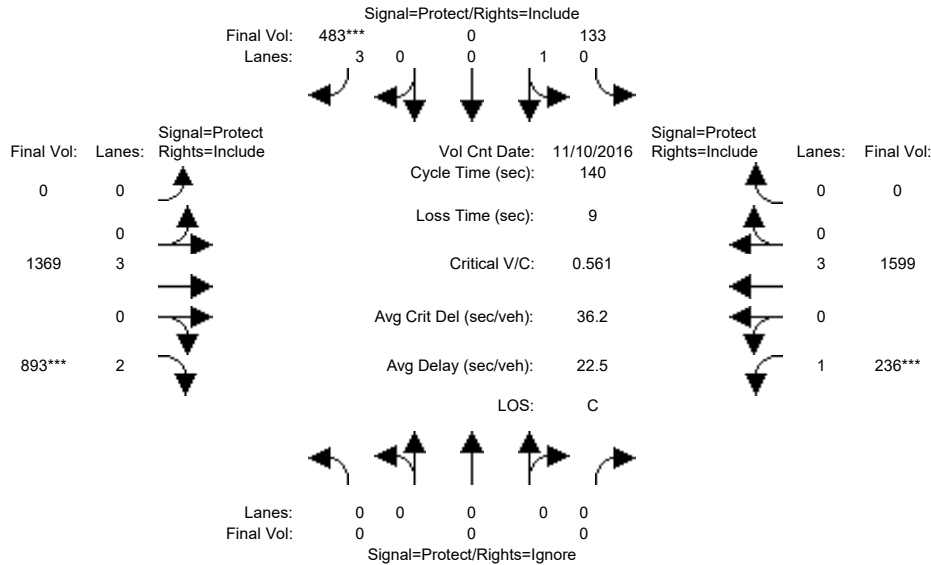 Signal=Protect/Rights=Include
Final Vol: 483*** 0 133
Lanes: 3 0 0 1 0
Signal=Protect
Final Vol: Lanes: Rights=Include
Vol Cnt Date: 11/10/2016
Signal=Protect
Rights=Include Lanes: Final Vol:
Cycle Time (sec): 140
0 0
0 0
Loss Time (sec): 9
0
0
1369 3
Critical V/C: 0.561
3 1599
0
Avg Crit Del (sec/veh): 36.2
0
893*** 2
Avg Delay (sec/veh): 22.5
1 236***
LOS: C
Lanes: 0 0 0 0 0
Final Vol: 0 0 0
Signal=Protect/Rights=Ignore